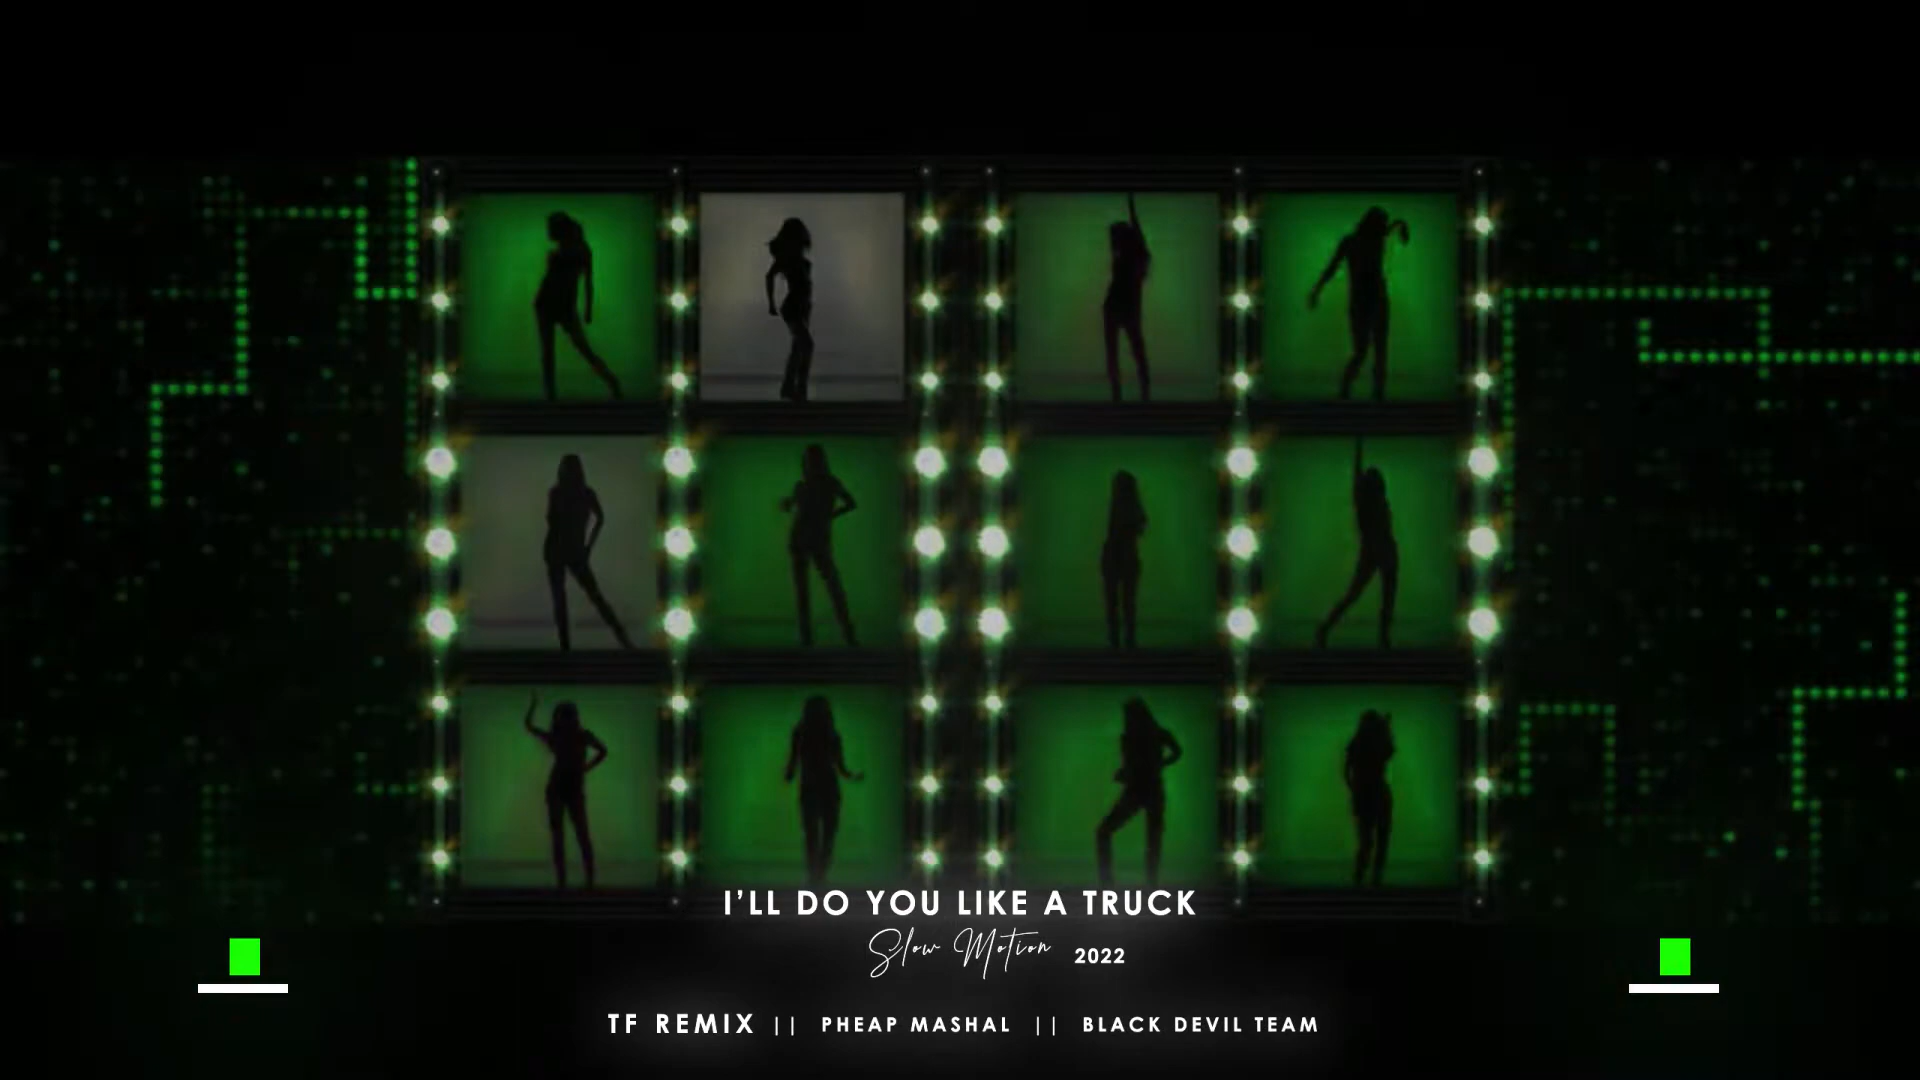 I'LL DO YOU LIKE A TRUCK
Slow Motion 2022
TF REMIX || PHEAP MASHAL || BLACK DEVIL TEAM